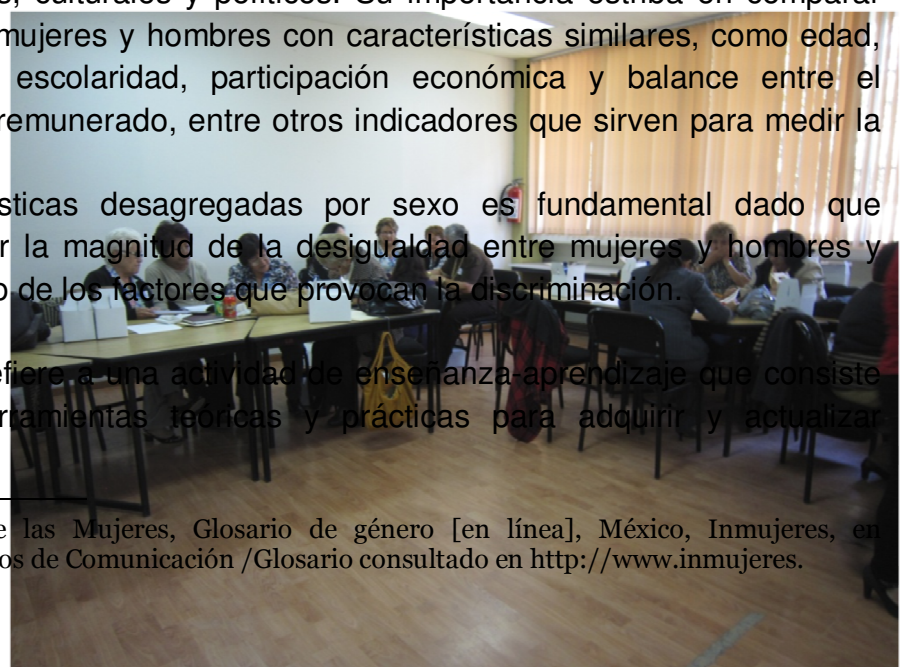 , culturales y políticos. Su importancia estriba en comparar
mujeres y hombres con características similares, como edad,
escolaridad, participación económica y balance entre el
remunerado, entre otros indicadores que sirven para medir la
sticas desagregadas por sexo es fundamental dado que
r la magnitud de la desigualdad entre mujeres y hombres y
o de los factores que provocan la discriminación.
efiere a una actividad de enseñanza-aprendizaje que consiste
rramientas teóricas y prácticas para adquirir y actualizar
e las Mujeres, Glosario de género [en línea], México, Inmujeres, en
os de Comunicación /Glosario consultado en http://www.inmujeres.